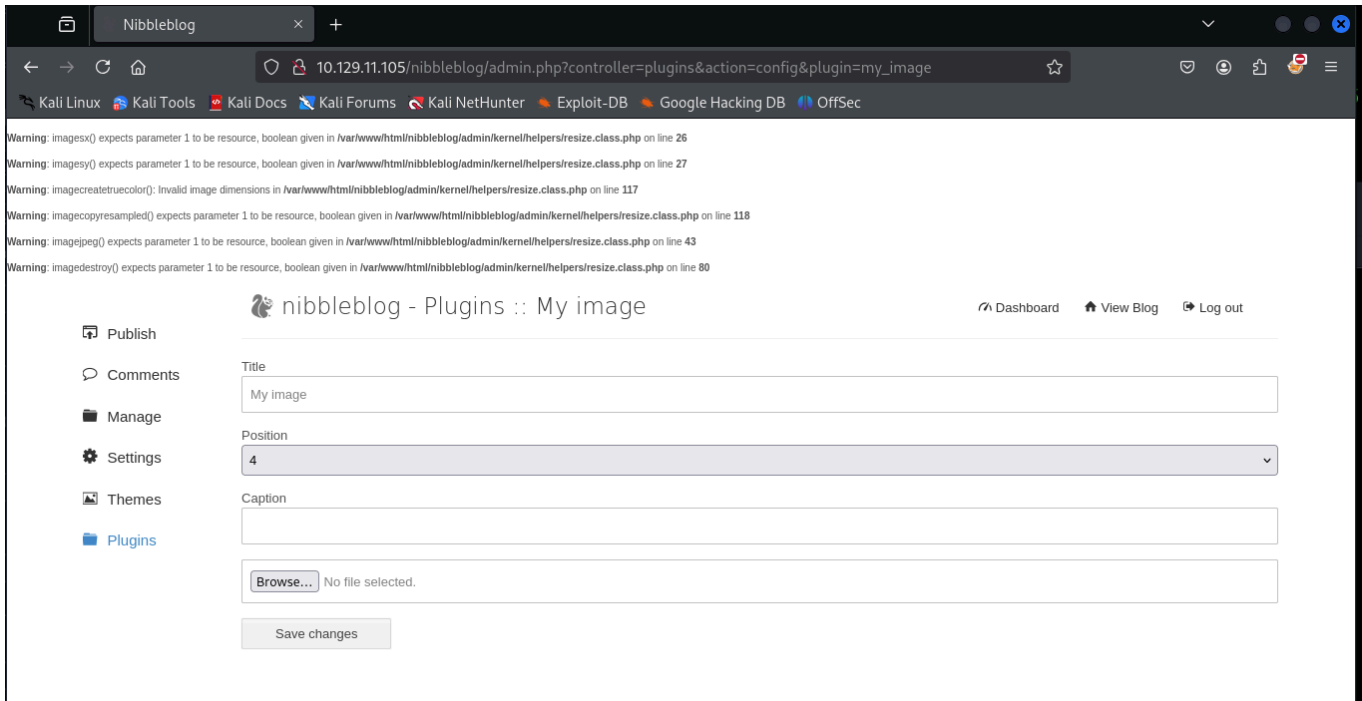 Nibbleblog
10.129.11.105/nibbleblog/admin.php?controller=plugins&action=config&plugin=my_image
Kali Linux Kali Tools Kali Docs Kali Forums Kali NetHunter Exploit-DB Google Hacking DB OffSec
Warning: imagesx() expects parameter 1 to be resource, boolean given in /var/www/html/nibbleblog/admin/kernel/helpers/resize.class.php on line 26
Warning: imagesy() expects parameter 1 to be resource, boolean given in /var/www/html/nibbleblog/admin/kernel/helpers/resize.class.php on line 27
Warning: imagecreatetruecolor(): Invalid image dimensions in /var/www/html/nibbleblog/admin/kernel/helpers/resize.class.php on line 117
Warning: imagecopyresampled() expects parameter 1 to be resource, boolean given in /var/www/html/nibbleblog/admin/kernel/helpers/resize.class.php on line 118
Warning: imagejpeg() expects parameter 1 to be resource, boolean given in /var/www/html/nibbleblog/admin/kernel/helpers/resize.class.php on line 43
Warning: imagedestroy() expects parameter 1 to be resource, boolean given in /var/www/html/nibbleblog/admin/kernel/helpers/resize.class.php on line 80
nibbleblog - Plugins :: My image
Dashboard View Blog Log out
Publish
Comments
Manage
Settings
Themes
Plugins
Title
My image
Position
4
Caption
Browse... No file selected.
Save changes